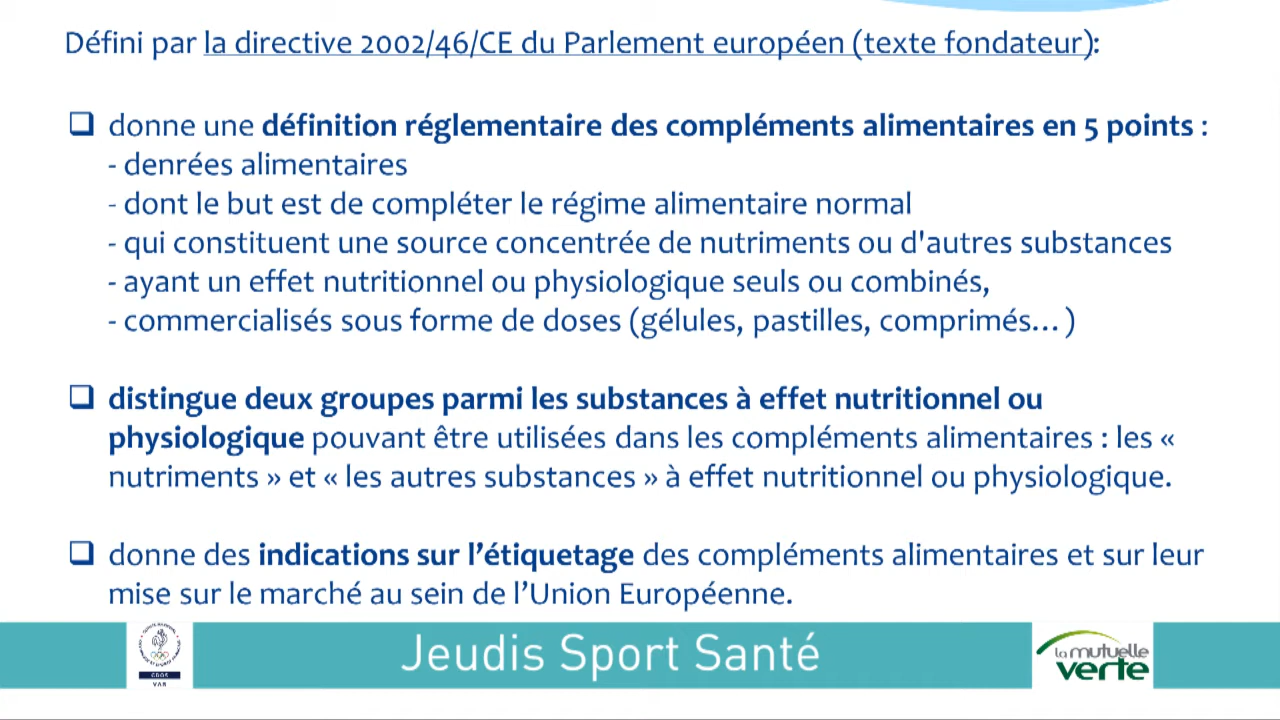 Défini par la directive 2002/46/CE du Parlement européen (texte fondateur):
❑ donne une définition réglementaire des compléments alimentaires en 5 points :
- denrées alimentaires
- dont le but est de compléter le régime alimentaire normal
- qui constituent une source concentrée de nutriments ou d'autres substances
- ayant un effet nutritionnel ou physiologique seuls ou combinés,
- commercialisés sous forme de doses (gélules, pastilles, comprimés… )
❑ distingue deux groupes parmi les substances à effet nutritionnel ou
physiologique pouvant être utilisées dans les compléments alimentaires : les «
nutriments » et « les autres substances » à effet nutritionnel ou physiologique.
❑ donne des indications sur l’étiquetage des compléments alimentaires et sur leur
mise sur le marché au sein de l’Union Européenne.
CDOS
VAR
Jeudis Sport Santé
la mutuelle
verte